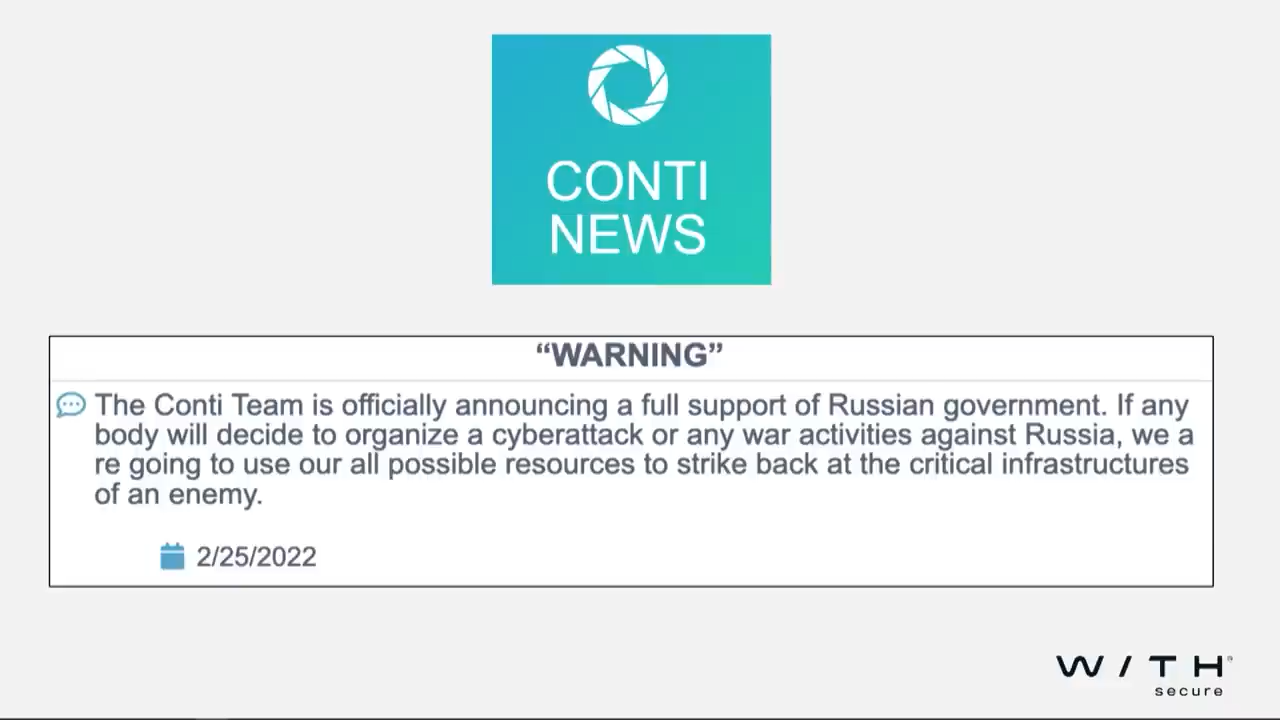 CONTI
NEWS
“WARNING”
The Conti Team is officially announcing a full support of Russian government. If any
body will decide to organize a cyberattack or any war activities against Russia, we a
re going to use our all possible resources to strike back at the critical infrastructures
of an enemy.
2/25/2022
W/TH®
secure